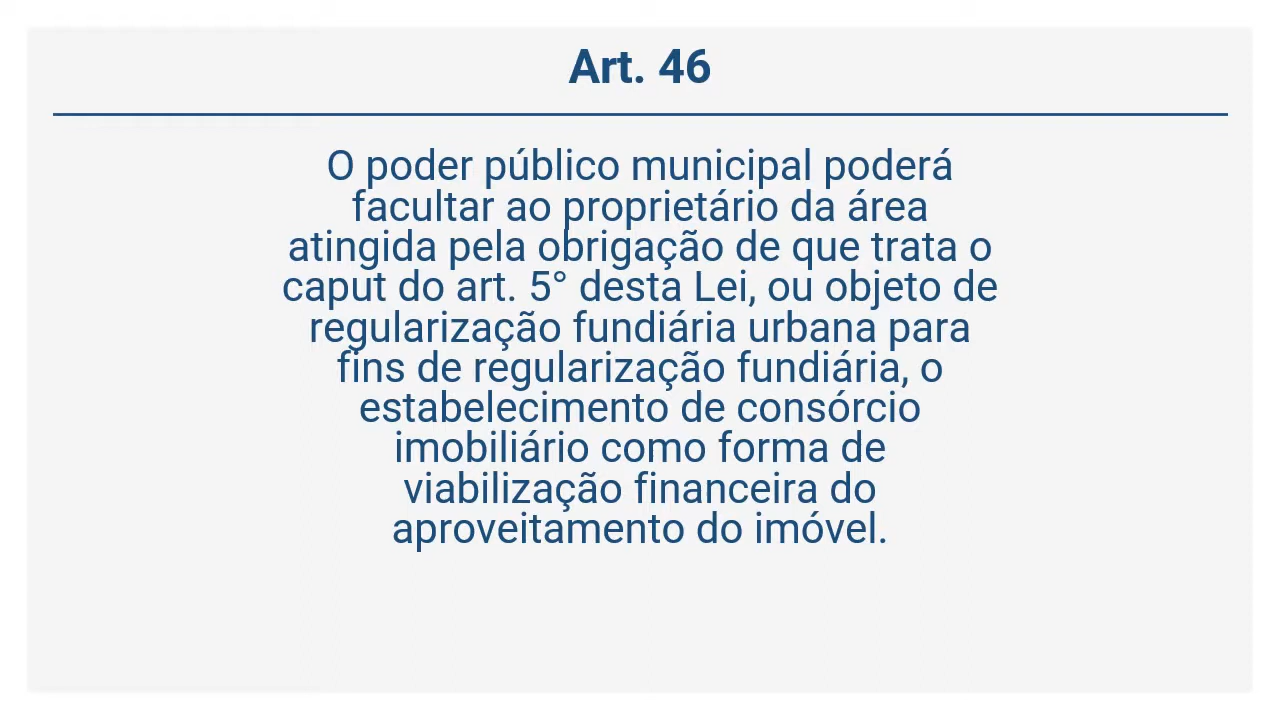 Art. 46
O poder público municipal poderá
facultar ao proprietário da área
atingida pela obrigação de que trata o
caput do art. 5° desta Lei, ou objeto de
regularização fundiária urbana para
fins de regularização fundiária, o
estabelecimento de consórcio
imobiliário como forma de
viabilização financeira do
aproveitamento do imóvel.